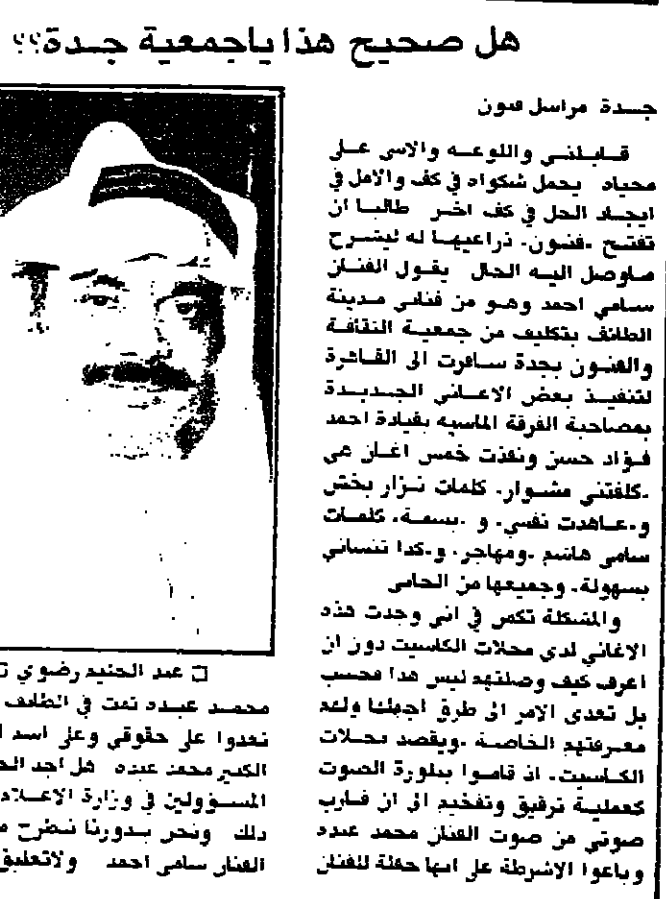 هل صحيح هذا ياجمعية جدة؟؟
جدة مراسل فنون
قابلني واللوعه والاسى على
محياه يحمل شكواه في كف والامل في
ايجاد الحل في كف اخر طالبا ان
تفتح «فنون» ذراعيها له ليشرح
ماوصل اليه الحال يقول الفنان
سامي احمد وهو من فناني مدينة
الطائف بتكليف من جمعية الثقافة
والفنون بجدة سافرت الى القاهرة
لتنفيذ بعض الاغاني الجديدة
بمصاحبة الفرقة الماسيه بقيادة احمد
فؤاد حسن ونفذت خمس اغان هي
«كلفتني مشوار» كلمات نزار بخش
و«عاهدت نفسي» و «بسمة» كلمات
سامي هاشم «ومهاجر» و«كدا تنساني
بسهولة» وجميعها من الحاني
والمشكلة تكمن في اني وجدت هذه
الاغاني لدى محلات الكاسيت دون ان
اعرف كيف وصلتهم ليس هذا فحسب
بل تعدى الامر الى طرق اجهلها ولهم
معرفتهم الخاصة «ويقصد محلات
الكاسيت» اذ قاموا ببلورة الصوت
كعملية ترقيق وتفخيم الى ان قارب
صوتي من صوت الفنان محمد عبده
وباعوا الاشرطة على انها حفلة للفنان
عبد الحليم رضوي
محمد عبده تمت في الطائف
تعدوا على حقوقي وعلى اسم
الكبير محمد عبده هل اجد
المسؤولين في وزارة الاعلام
ذلك ونحن بدورنا نطرح
الفنان سامي احمد ولاتعليق